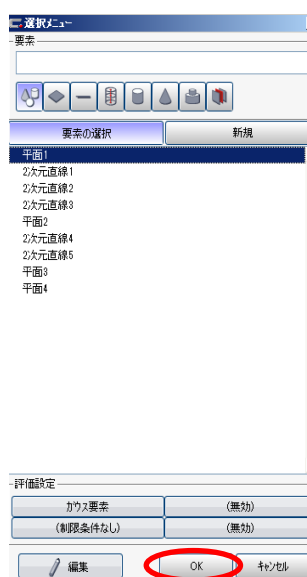 選択メニュー
要素
要素の選択 新規
平面1
2次元直線1
2次元直線2
2次元直線3
平面2
2次元直線4
2次元直線5
平面3
平面4
評価設定
ガウス要素 (無効)
(制限条件なし) (無効)
編集 OK キャンセル